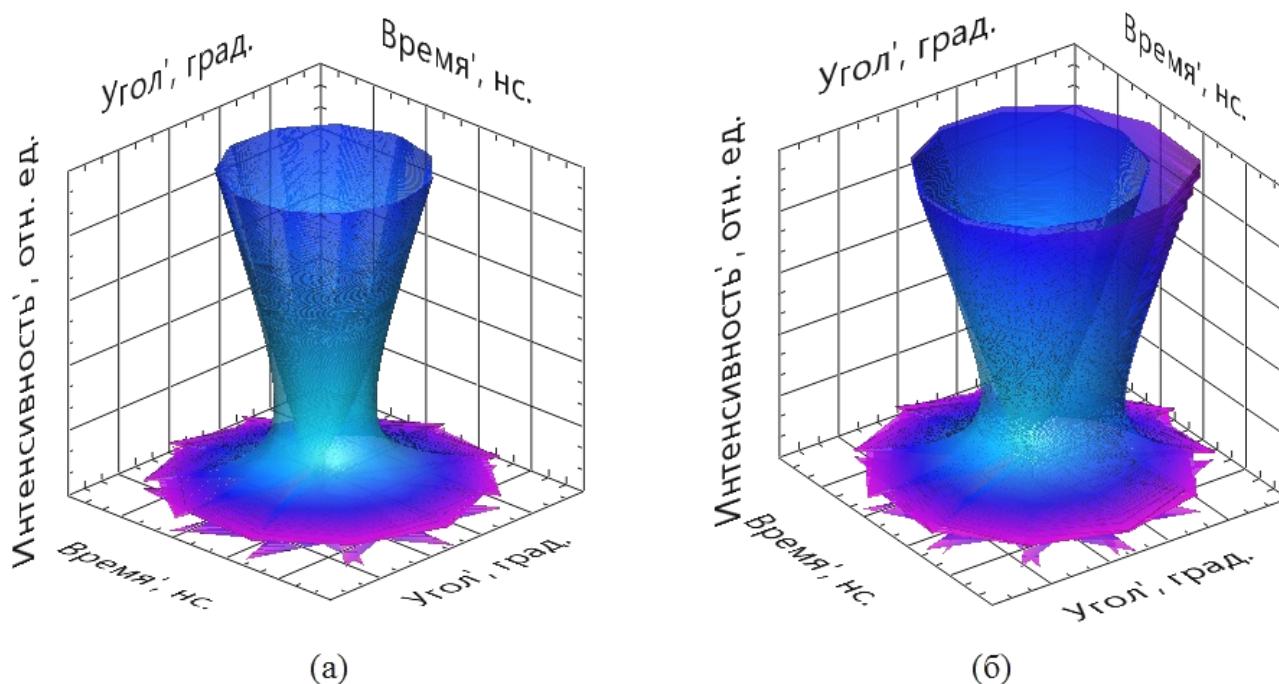 Угол', град.
Время', нс.
Интенсивность', отн. ед.
Время', нс.
Угол', град.
(а)
Угол', град.
Время', нс.
Интенсивность', отн. ед.
Время', нс.
Угол', град.
(б)